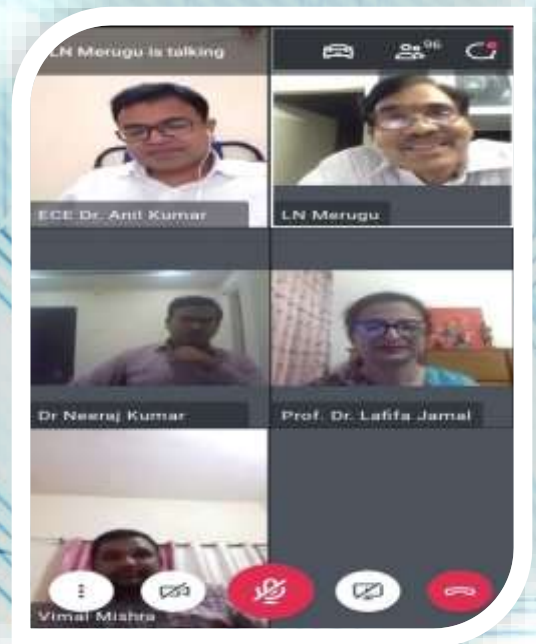 LN Merugu is talking
96
ECE Dr. Anil Kumar
LN Merugu
Dr Neeraj Kumar
Prof. Dr. Lafifa Jamal
Vimal Mishra